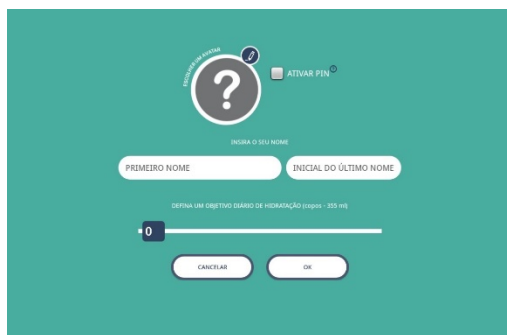 ESCOLHER UM AVATAR
?
ATIVAR PIN
INSIRA O SEU NOME
PRIMEIRO NOME INICIAL DO ÚLTIMO NOME
DEFINA UM OBJETIVO DIÁRIO DE HIDRATAÇÃO (copos - 355 ml)
0
CANCELAR OK